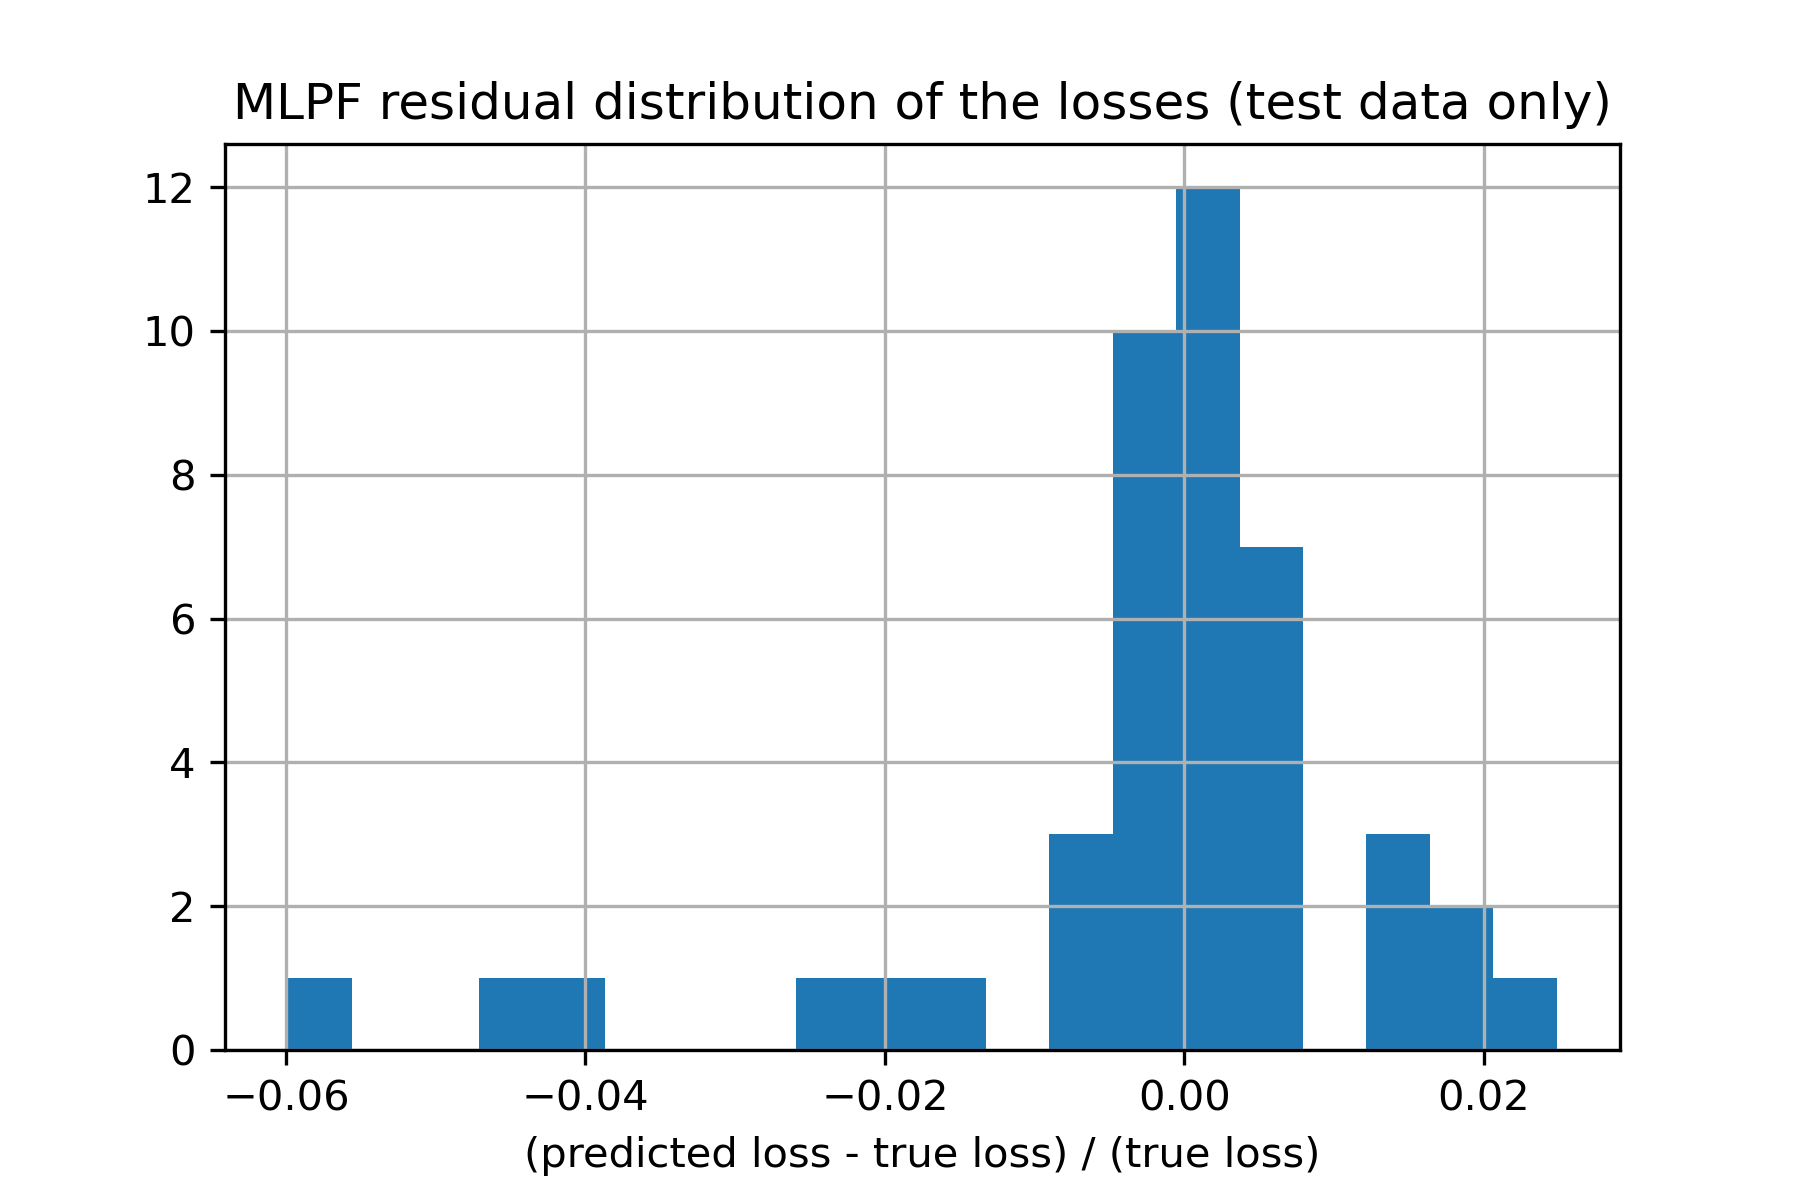 MLPF residual distribution of the losses (test data only)
12
10
8
6
4
2
0
−0.06 −0.04 −0.02 0.00 0.02
(predicted loss - true loss) / (true loss)